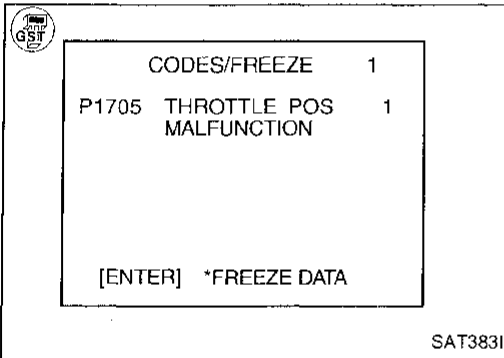 GST
CODES/FREEZE 1
P1705 THROTTLE POS 1
MALFUNCTION
[ENTER] *FREEZE DATA
SAT383I